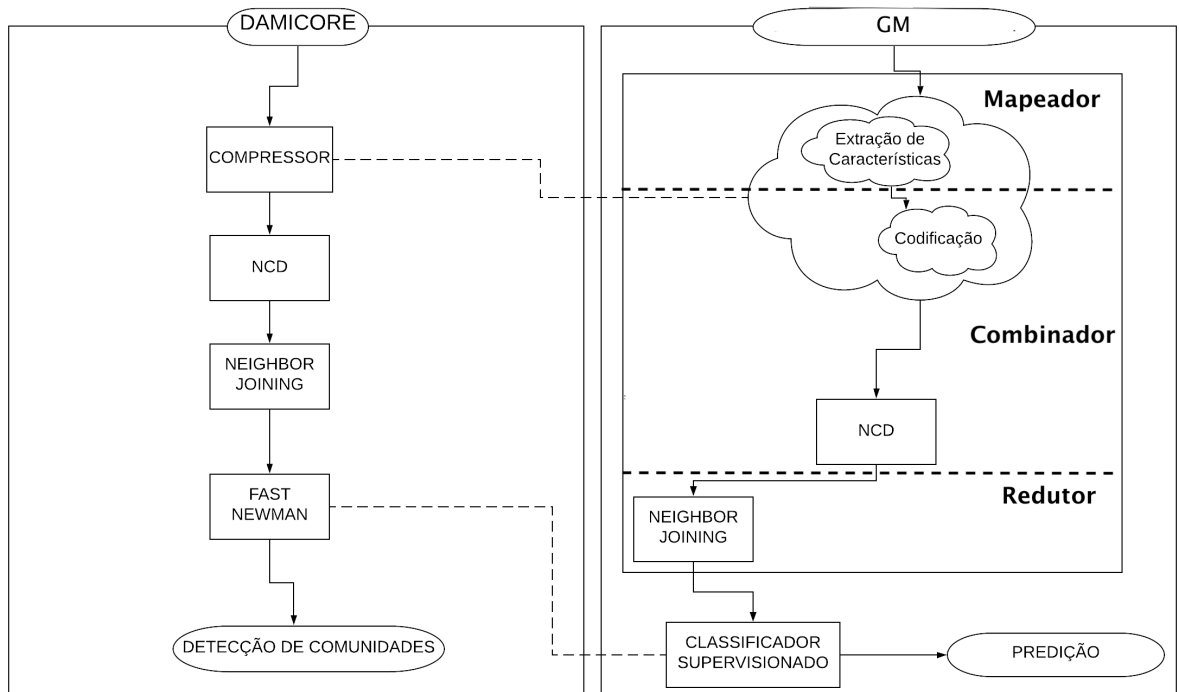 DAMICORE
COMPRESSOR
NCD
NEIGHBOR
JOINING
FAST
NEWMAN
DETECÇÃO DE COMUNIDADES
GM
Mapeador
Extração de
Características
Codificação
Combinador
NCD
Redutor
NEIGHBOR
JOINING
CLASSIFICADOR
SUPERVISIONADO
PREDIÇÃO